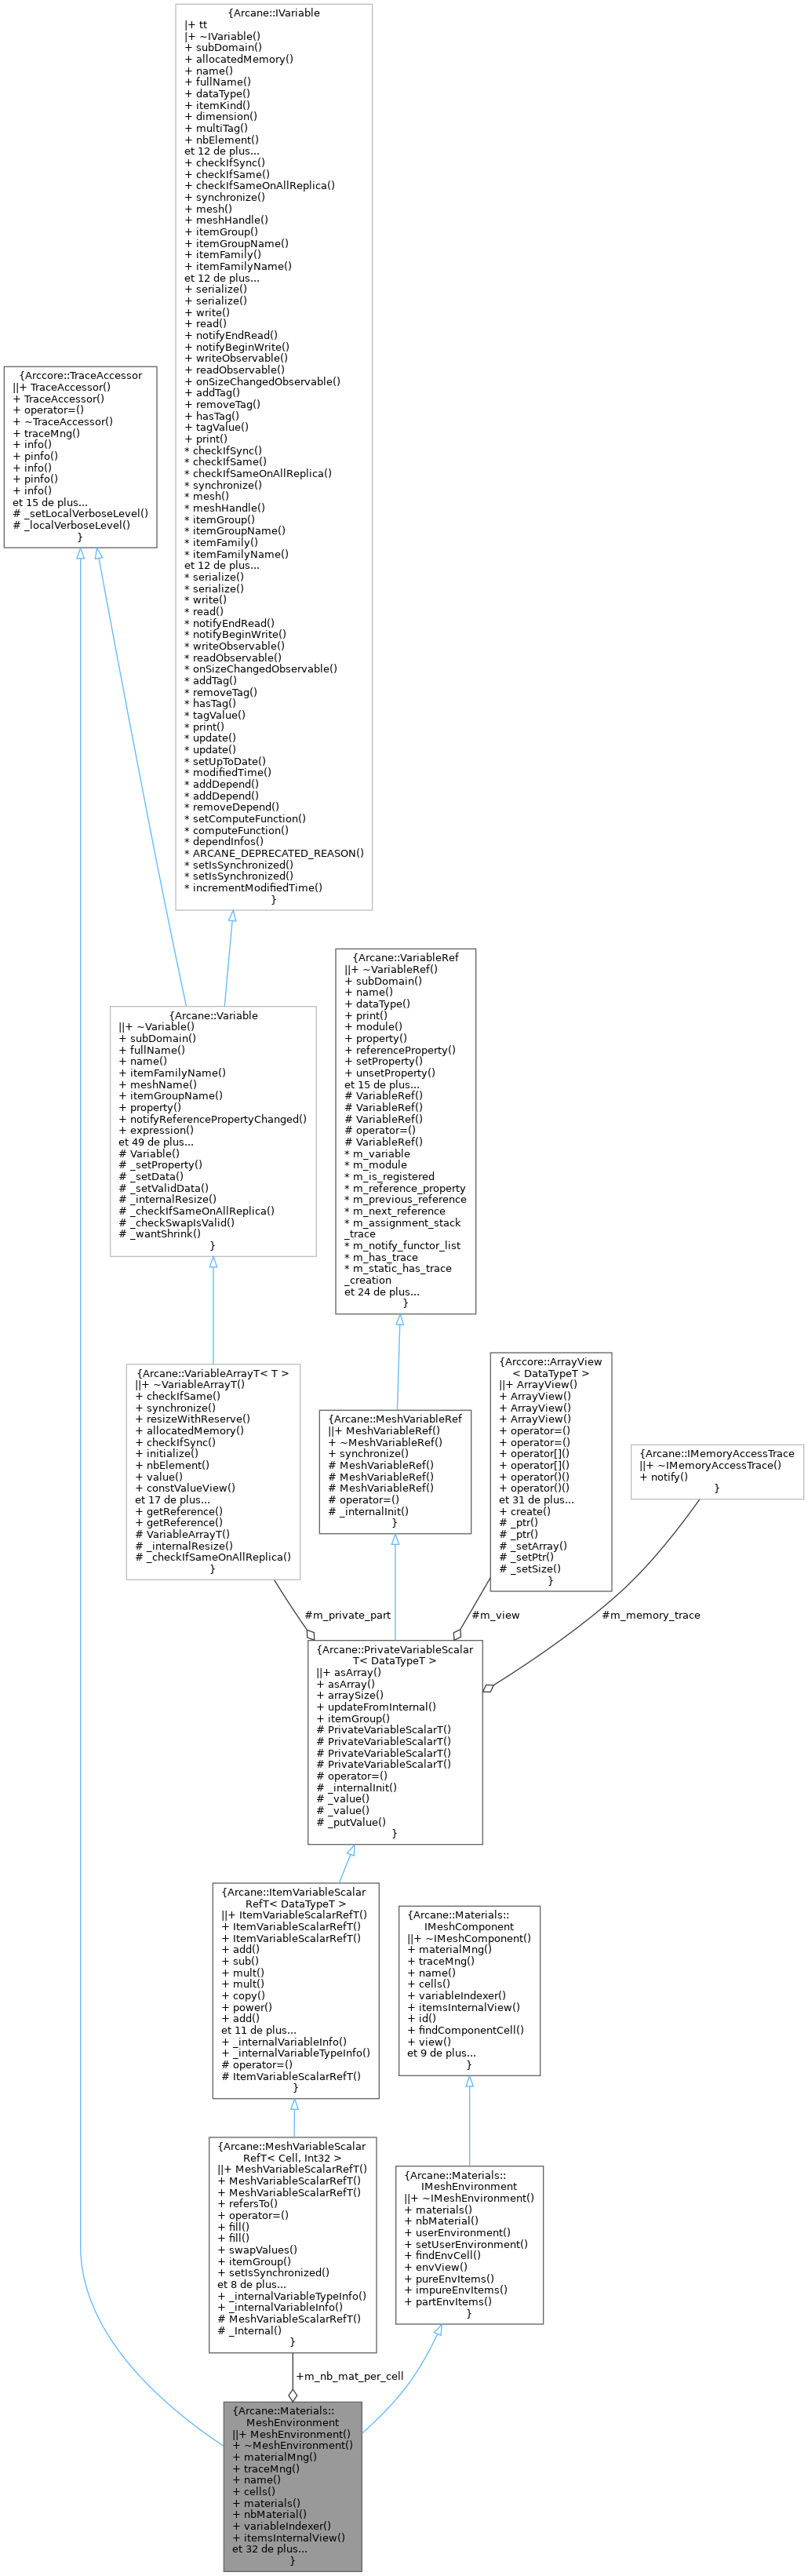 {Arcane::IVariable
|+ tt
|+ ~IVariable()
+ subDomain()
+ allocatedMemory()
+ name()
+ fullName()
+ dataType()
+ itemKind()
+ dimension()
+ multiTag()
+ nbElement()
et 12 de plus...
+ checkIfSync()
+ checkIfSame()
+ checkIfSameOnAllReplica()
+ synchronize()
+ mesh()
+ meshHandle()
+ itemGroup()
+ itemGroupName()
+ itemFamily()
+ itemFamilyName()
et 12 de plus...
+ serialize()
+ serialize()
+ write()
+ read()
+ notifyEndRead()
+ notifyBeginWrite()
+ writeObservable()
+ readObservable()
+ onSizeChangedObservable()
+ addTag()
+ removeTag()
+ hasTag()
+ tagValue()
+ print()
* checkIfSync()
* checkIfSame()
* checkIfSameOnAllReplica()
* synchronize()
* mesh()
* meshHandle()
* itemGroup()
* itemGroupName()
* itemFamily()
* itemFamilyName()
et 12 de plus...
* serialize()
* serialize()
* write()
* read()
* notifyEndRead()
* notifyBeginWrite()
* writeObservable()
* readObservable()
* onSizeChangedObservable()
* addTag()
* removeTag()
* hasTag()
* tagValue()
* print()
* update()
* update()
* setUpToDate()
* modifiedTime()
* addDepend()
* addDepend()
* removeDepend()
* setComputeFunction()
* computeFunction()
* dependInfos()
* ARCANE_DEPRECATED_REASON()
* setIsSynchronized()
* setIsSynchronized()
* incrementModifiedTime()
}
{Arccore::TraceAccessor
||+ TraceAccessor()
+ TraceAccessor()
+ operator=()
+ ~TraceAccessor()
+ traceMng()
+ info()
+ pinfo()
+ info()
+ pinfo()
+ info()
et 15 de plus...
# _setLocalVerboseLevel()
# _localVerboseLevel()
}
{Arcane::Variable
||+ ~Variable()
+ subDomain()
+ fullName()
+ name()
+ itemFamilyName()
+ meshName()
+ itemGroupName()
+ property()
+ notifyReferencePropertyChanged()
+ expression()
et 49 de plus...
# Variable()
# _setProperty()
# _setData()
# _setValidData()
# _internalResize()
# _checkIfSameOnAllReplica()
# _checkSwapIsValid()
# _wantShrink()
}
{Arcane::VariableRef
||+ ~VariableRef()
+ subDomain()
+ name()
+ dataType()
+ print()
+ module()
+ property()
+ referenceProperty()
+ setProperty()
+ unsetProperty()
et 15 de plus...
# VariableRef()
# VariableRef()
# VariableRef()
# operator=()
# VariableRef()
* m_variable
* m_module
* m_is_registered
* m_reference_property
* m_previous_reference
* m_next_reference
* m_assignment_stack
_trace
* m_notify_functor_list
* m_has_trace
* m_static_has_trace
_creation
et 24 de plus...
}
{Arcane::VariableArrayT< T >
||+ ~VariableArrayT()
+ checkIfSame()
+ synchronize()
+ resizeWithReserve()
+ allocatedMemory()
+ checkIfSync()
+ initialize()
+ nbElement()
+ value()
+ constValueView()
et 17 de plus...
+ getReference()
+ getReference()
# VariableArrayT()
# _internalResize()
# _checkIfSameOnAllReplica()
}
{Arcane::MeshVariableRef
||+ MeshVariableRef()
+ ~MeshVariableRef()
+ synchronize()
# MeshVariableRef()
# MeshVariableRef()
# MeshVariableRef()
# operator=()
# _internalInit()
}
{Arccore::ArrayView
< DataTypeT >
||+ ArrayView()
+ ArrayView()
+ ArrayView()
+ ArrayView()
+ operator=()
+ operator=()
+ operator[]()
+ operator[]()
+ operator()()
+ operator()()
et 31 de plus...
+ create()
# _ptr()
# _ptr()
# _setArray()
# _setPtr()
# _setSize()
}
{Arcane::IMemoryAccessTrace
||+ ~IMemoryAccessTrace()
+ notify()
}
#m_private_part
#m_view
#m_memory_trace
{Arcane::PrivateVariableScalar
T< DataTypeT >
||+ asArray()
+ asArray()
+ arraySize()
+ updateFromInternal()
+ itemGroup()
# PrivateVariableScalarT()
# PrivateVariableScalarT()
# PrivateVariableScalarT()
# PrivateVariableScalarT()
# operator=()
# _internalInit()
# _value()
# _value()
# _putValue()
}
{Arcane::ItemVariableScalar
RefT< DataTypeT >
||+ ItemVariableScalarRefT()
+ ItemVariableScalarRefT()
+ ItemVariableScalarRefT()
+ add()
+ sub()
+ mult()
+ mult()
+ copy()
+ power()
+ add()
et 11 de plus...
+ _internalVariableInfo()
+ _internalVariableTypeInfo()
# operator=()
# ItemVariableScalarRefT()
}
{Arcane::Materials::
IMeshComponent
||+ ~IMeshComponent()
+ materialMng()
+ traceMng()
+ name()
+ cells()
+ variableIndexer()
+ itemsInternalView()
+ id()
+ findComponentCell()
+ view()
et 9 de plus...
}
{Arcane::MeshVariableScalar
RefT< Cell, Int32 >
||+ MeshVariableScalarRefT()
+ MeshVariableScalarRefT()
+ MeshVariableScalarRefT()
+ refersTo()
+ operator=()
+ fill()
+ fill()
+ swapValues()
+ itemGroup()
+ setIsSynchronized()
et 8 de plus...
+ _internalVariableTypeInfo()
+ _internalVariableInfo()
# MeshVariableScalarRefT()
# _Internal()
}
{Arcane::Materials::
IMeshEnvironment
||+ ~IMeshEnvironment()
+ materials()
+ nbMaterial()
+ userEnvironment()
+ setUserEnvironment()
+ findEnvCell()
+ envView()
+ pureEnvItems()
+ impureEnvItems()
+ partEnvItems()
}
+m_nb_mat_per_cell
{Arcane::Materials::
MeshEnvironment
||+ MeshEnvironment()
+ ~MeshEnvironment()
+ materialMng()
+ traceMng()
+ name()
+ cells()
+ materials()
+ nbMaterial()
+ variableIndexer()
+ itemsInternalView()
et 32 de plus...
}